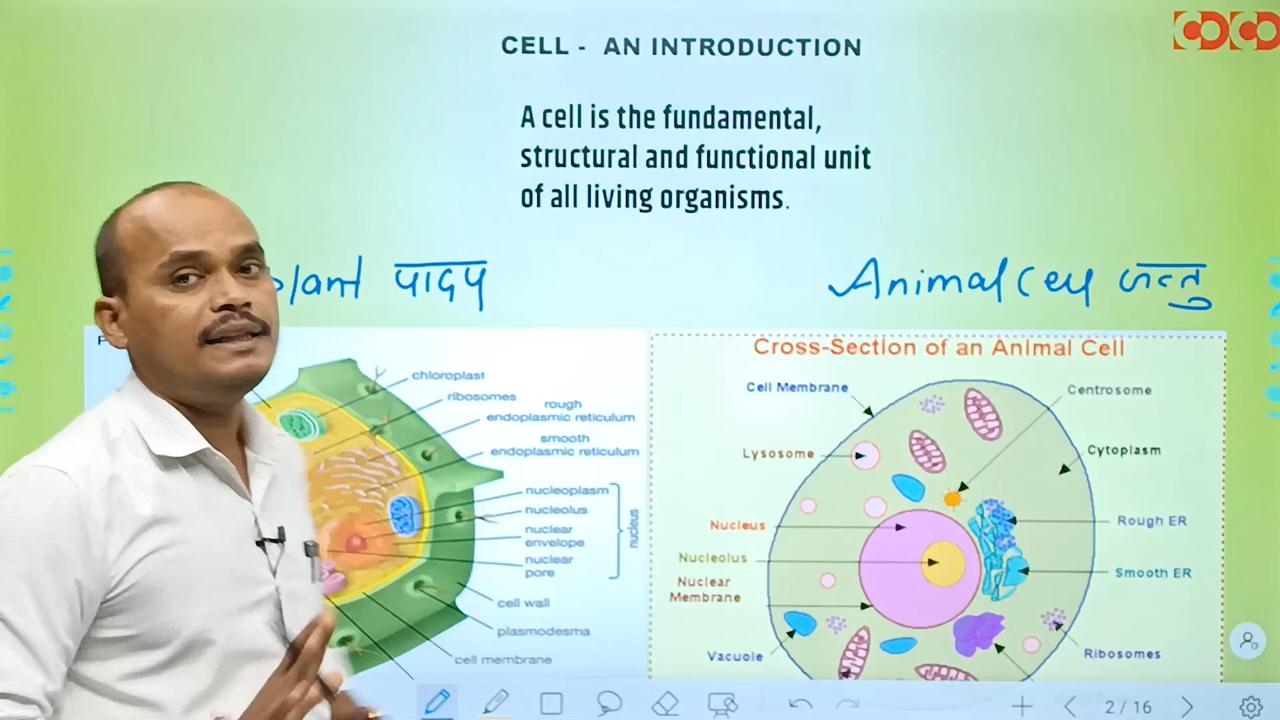 CELL - AN INTRODUCTION
A cell is the fundamental,
structural and functional unit
of all living organisms.
plant पादप
Animal Cell जन्तु
chloroplast
ribosomes
rough
endoplasmic reticulum
smooth
endoplasmic reticulum
nucleoplasm
nucleolus
nuclear
envelope
nuclear
pore
nucleus
cell wall
plasmodesma
cell membrane
Cross-Section of an Animal Cell
Cell Membrane
Centrosome
Lysosome
Cytoplasm
Nucleus
Rough ER
Nucleolus
Smooth ER
Nuclear
Membrane
Vacuole
Ribosomes
2 / 16